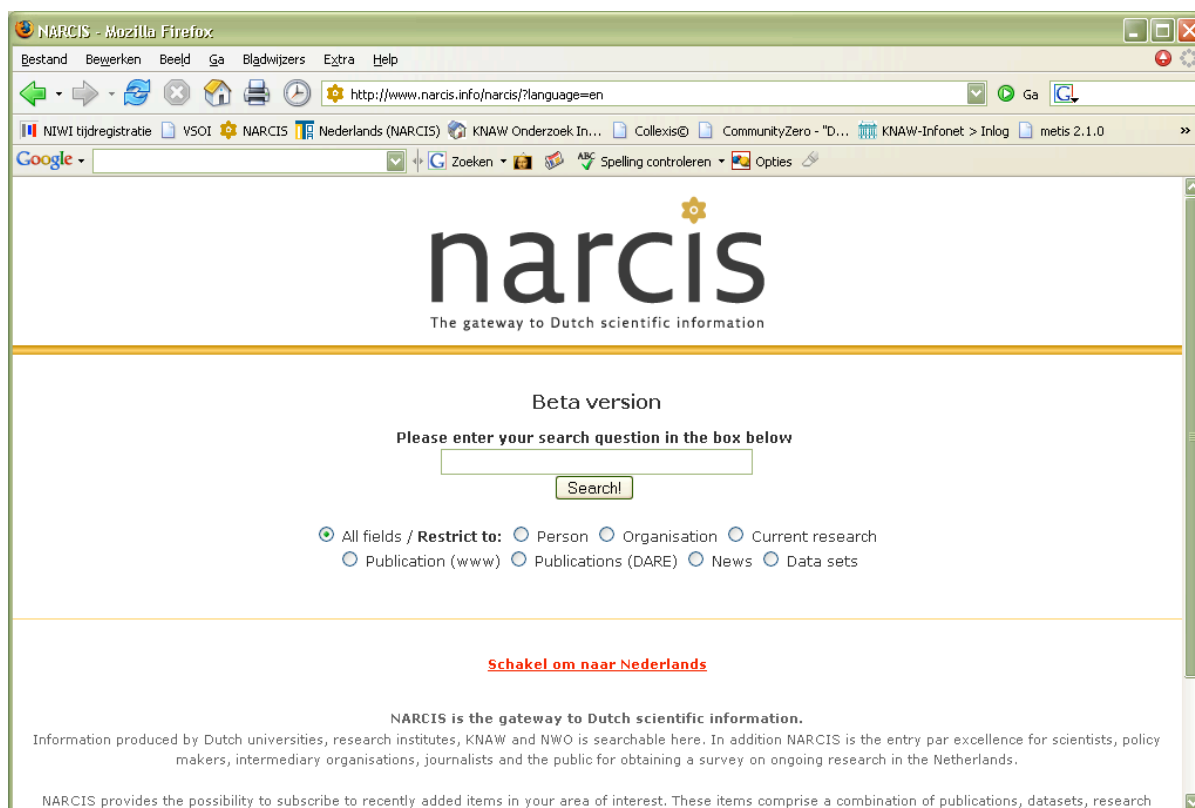 NARCIS - Mozilla Firefox
Bestand Bewerken Beeld Ga Bladwijzers Extra Help
http://www.narcis.info/narcis/?language=en Ga G
NIWI tijdregistratie VSOI NARCIS Nederlands (NARCIS) KNAW Onderzoek In... Collexis© CommunityZero - "D... KNAW-Infonet > Inlog metis 2.1.0 »
Google G Zoeken ABC Spelling controleren Opties
narcis
The gateway to Dutch scientific information
Beta version
Please enter your search question in the box below
Search!
All fields / Restrict to: Person Organisation Current research
Publication (www) Publications (DARE) News Data sets
Schakel om naar Nederlands
NARCIS is the gateway to Dutch scientific information.
Information produced by Dutch universities, research institutes, KNAW and NWO is searchable here. In addition NARCIS is the entry par excellence for scientists, policy
makers, intermediary organisations, journalists and the public for obtaining a survey on ongoing research in the Netherlands.
NARCIS provides the possibility to subscribe to recently added items in your area of interest. These items comprise a combination of publications, datasets, research